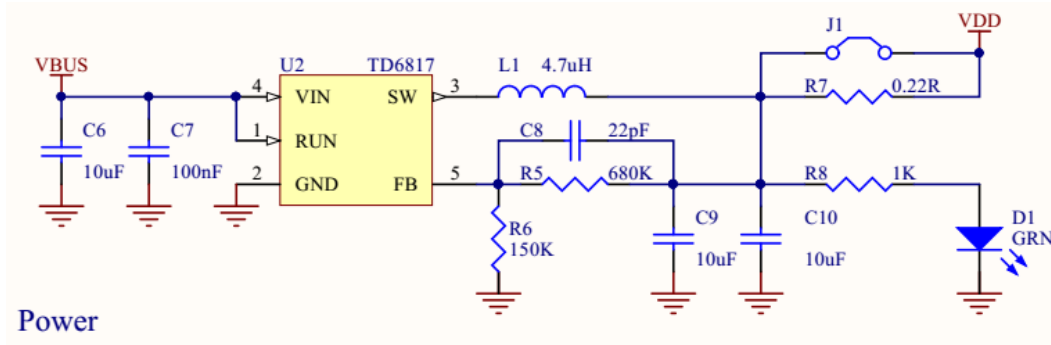 J1
VDD
VBUS
U2
TD6817
L1
4.7uH
R7
0.22R
4
VIN
SW
3
C6
10uF
C7
100nF
1
RUN
C8
22pF
2
GND
FB
5
R5
680K
R8
1K
R6
150K
C9
10uF
C10
10uF
D1
GRN
Power